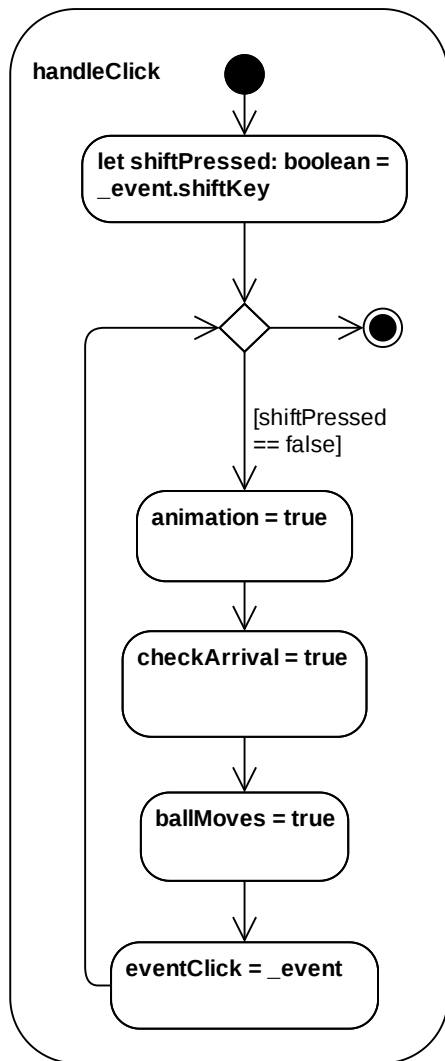 handleClick
let shiftPressed: boolean =
_event.shiftKey
[shiftPressed
== false]
animation = true
checkArrival = true
ballMoves = true
eventClick = _event